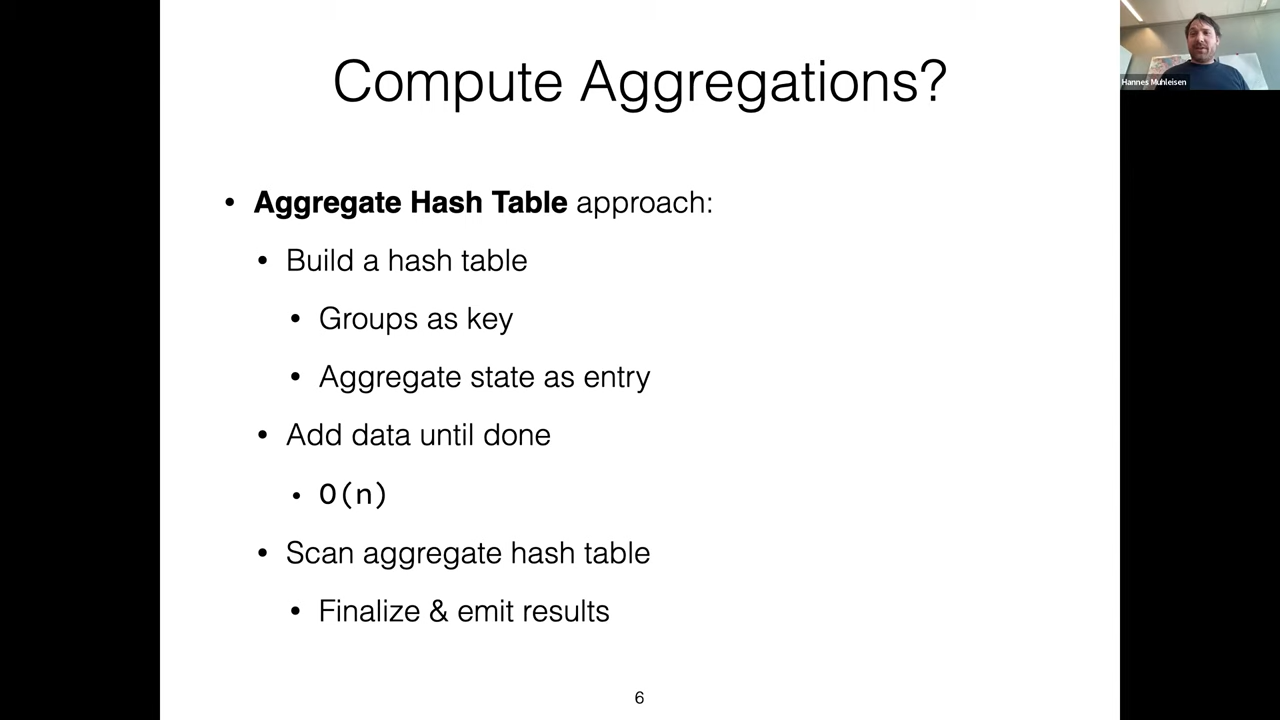 Compute Aggregations?
Hannes Mühleisen
• Aggregate Hash Table approach:
• Build a hash table
• Groups as key
• Aggregate state as entry
• Add data until done
• O(n)
• Scan aggregate hash table
• Finalize & emit results
6